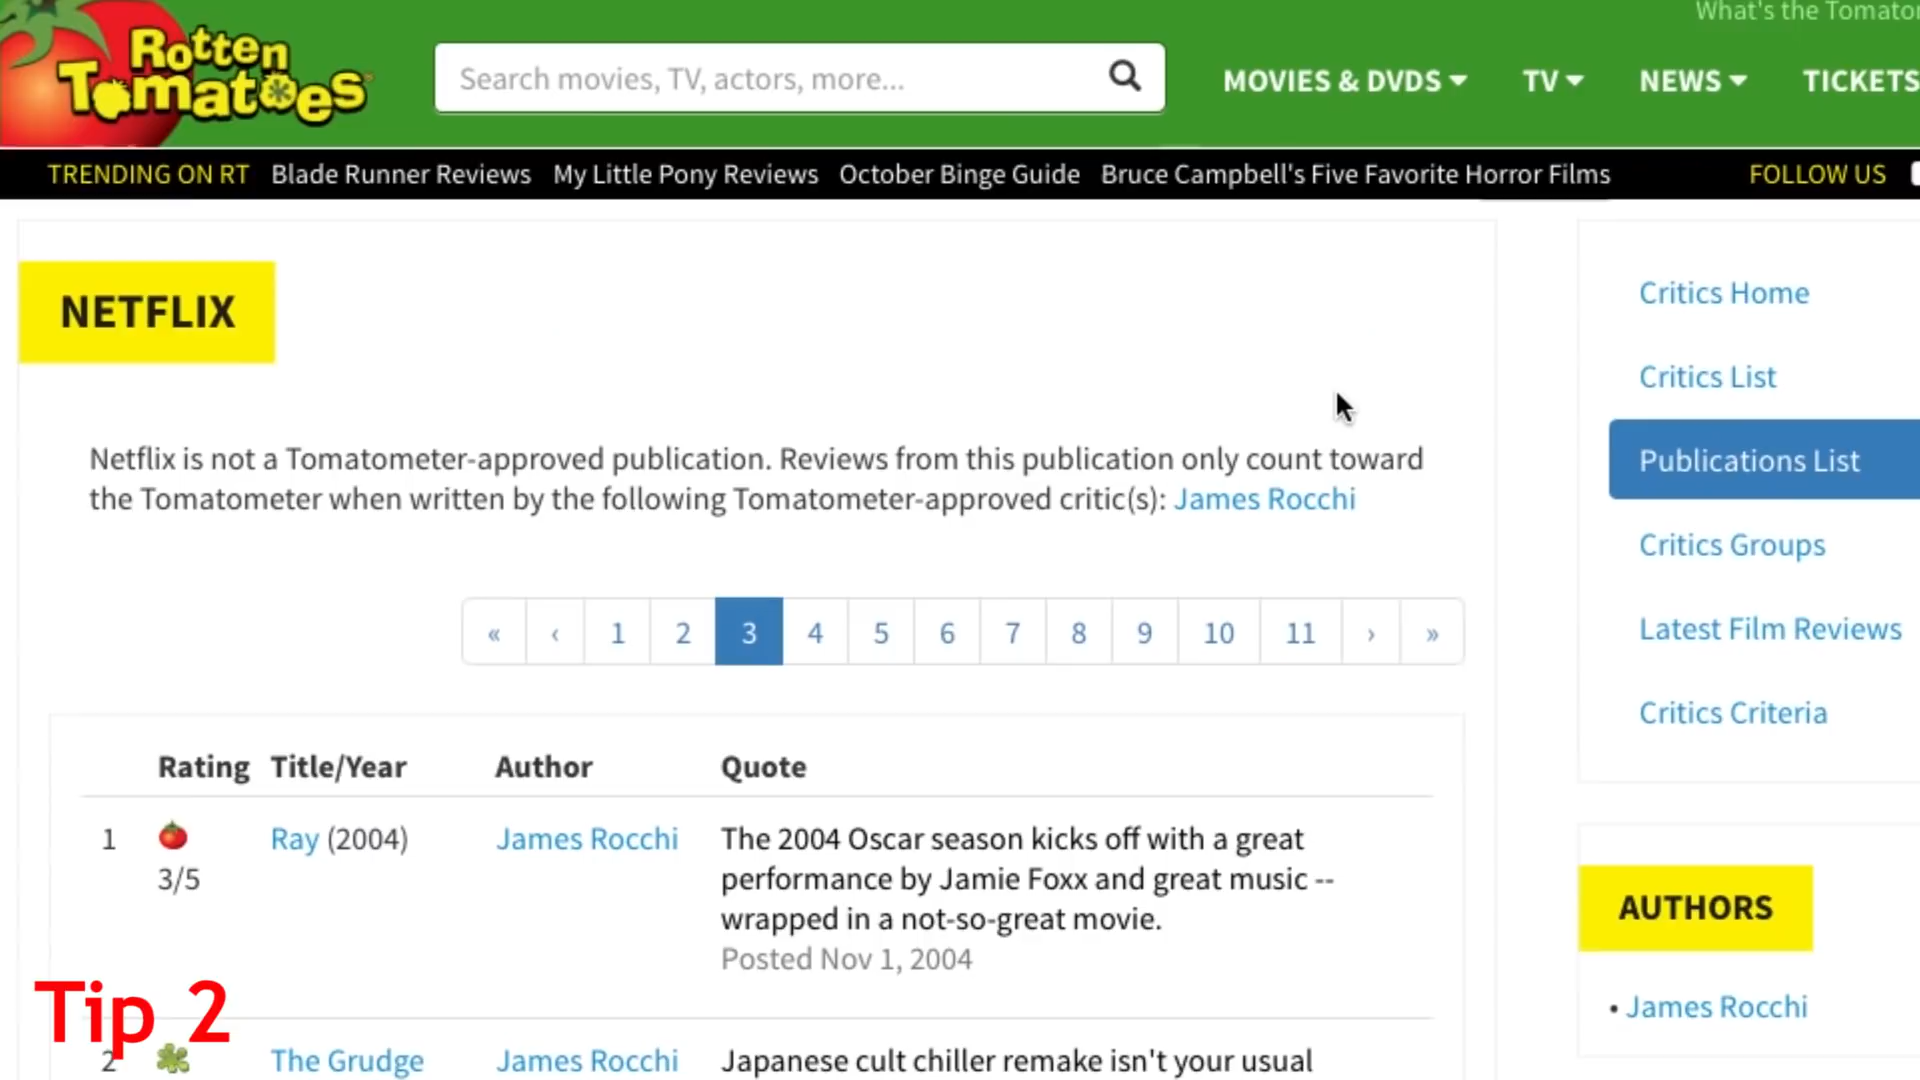 What's the Tomator
Rotten
Tomatoes
Search movies, TV, actors, more...
MOVIES & DVDS TV NEWS TICKETS
TRENDING ON RT Blade Runner Reviews My Little Pony Reviews October Binge Guide Bruce Campbell's Five Favorite Horror Films FOLLOW US
NETFLIX
Netflix is not a Tomatometer-approved publication. Reviews from this publication only count toward
the Tomatometer when written by the following Tomatometer-approved critic(s): James Rocchi
« ‹ 1 2 3 4 5 6 7 8 9 10 11 › »
Rating Title/Year Author Quote
1 Ray (2004) James Rocchi The 2004 Oscar season kicks off with a great
3/5 performance by Jamie Foxx and great music --
wrapped in a not-so-great movie.
Posted Nov 1, 2004
2 The Grudge James Rocchi Japanese cult chiller remake isn't your usual
Critics Home
Critics List
Publications List
Critics Groups
Latest Film Reviews
Critics Criteria
AUTHORS
• James Rocchi
Tip 2